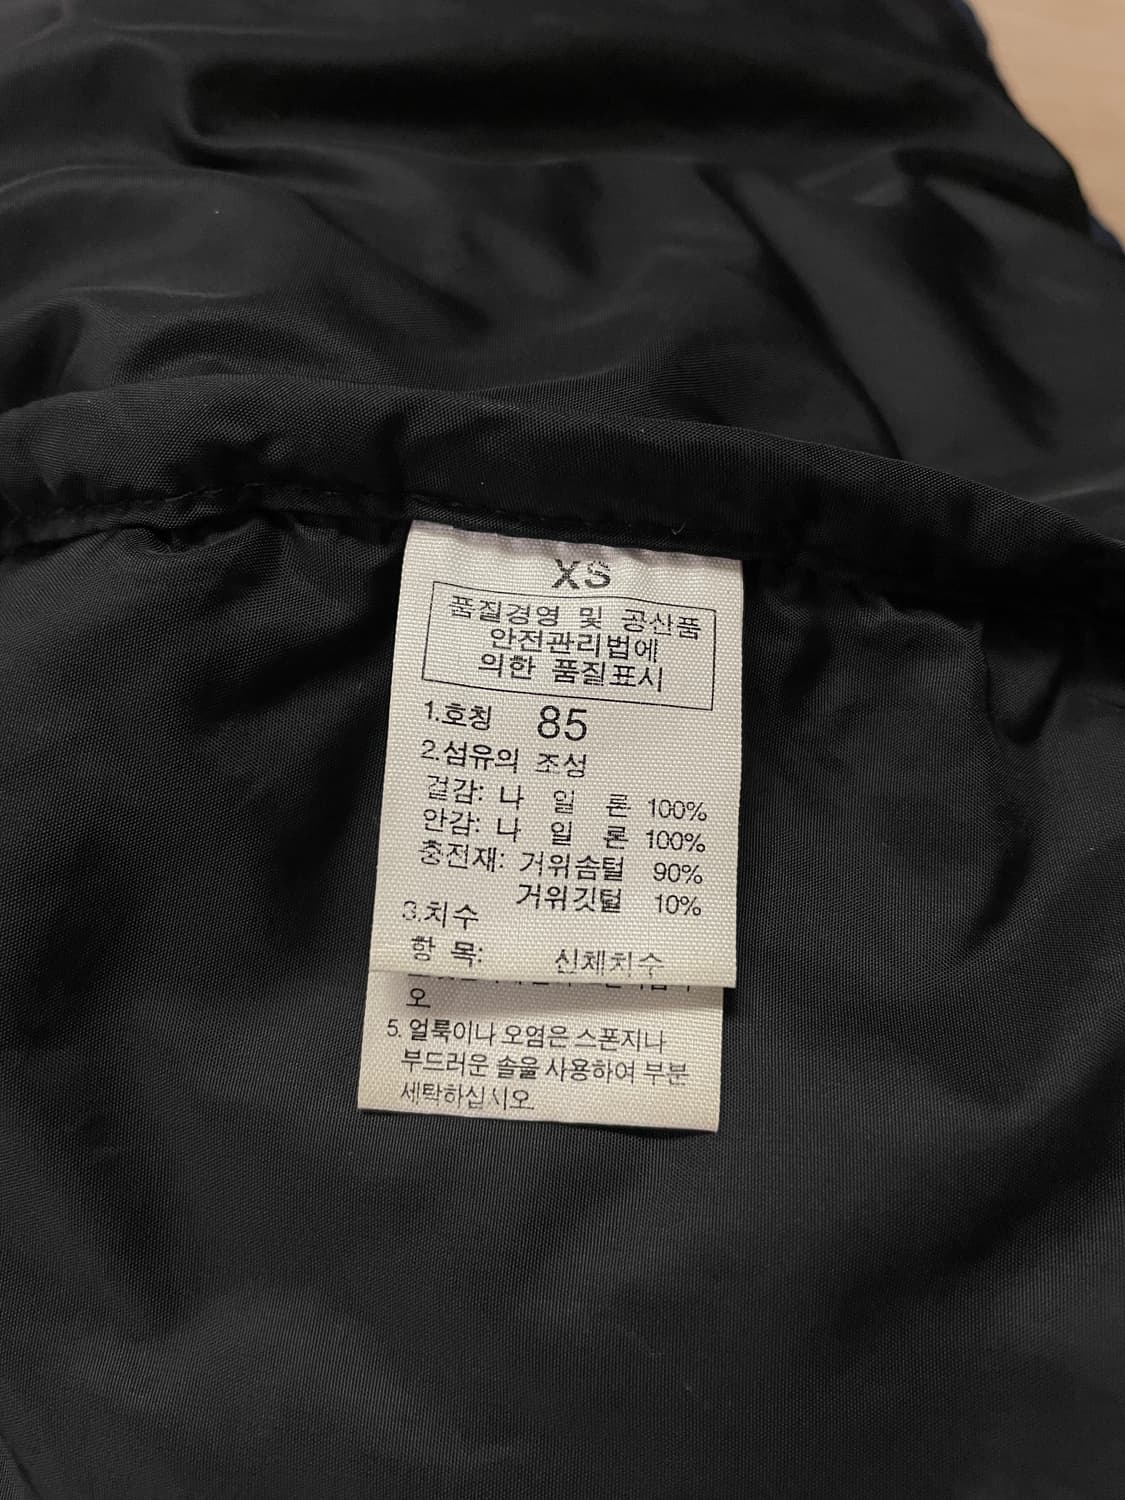 XS
품질경영 및 공산품
안전관리법에
의한 품질표시
1.호칭 85
2.섬유의 조성
겉감: 나 일 론 100%
안감: 나 일 론 100%
충전재: 거위솜털 90%
거위깃털 10%
3.치수
항 목: 신체치수
오
5. 얼룩이나 오염은 스폰지나
부드러운 솔을 사용하여 부분
세탁하십시오